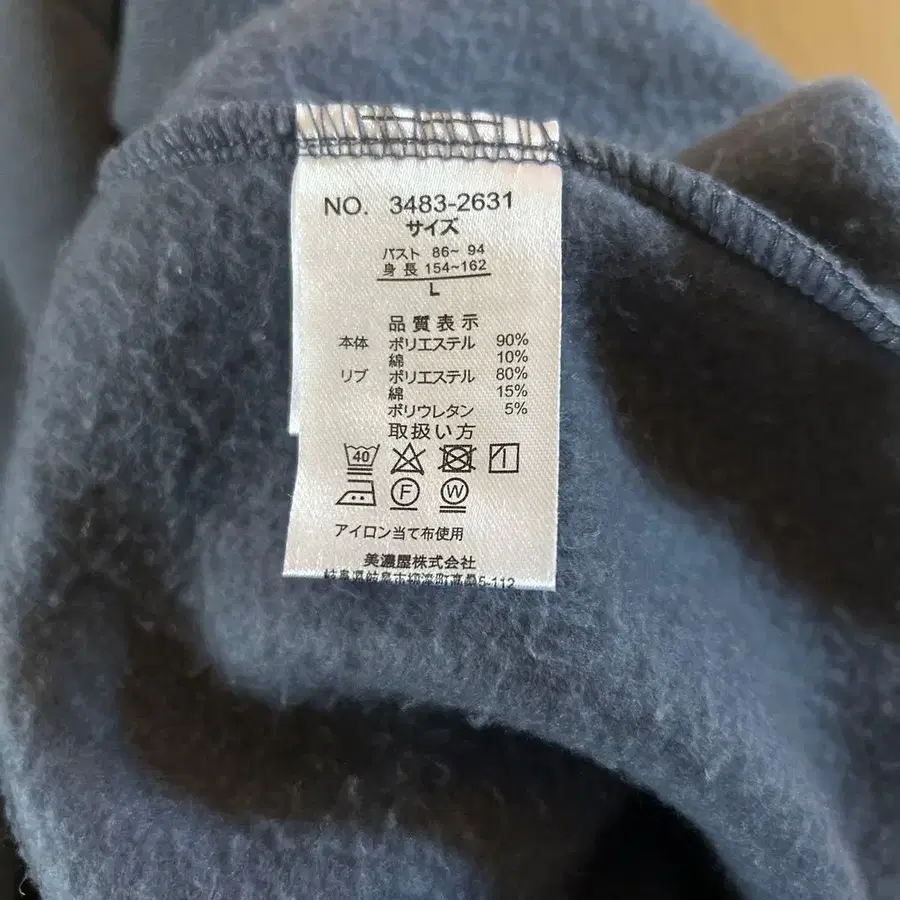 NO. 3483-2631
サイズ
バスト 86~ 94
身長 154~162
L
品質表示
本体 ポリエステル 90%
綿 10%
リブ ポリエステル 80%
綿 15%
ポリウレタン 5%
取扱い方
40
F W
アイロン当て布使用
美濃屋株式会社
5-112